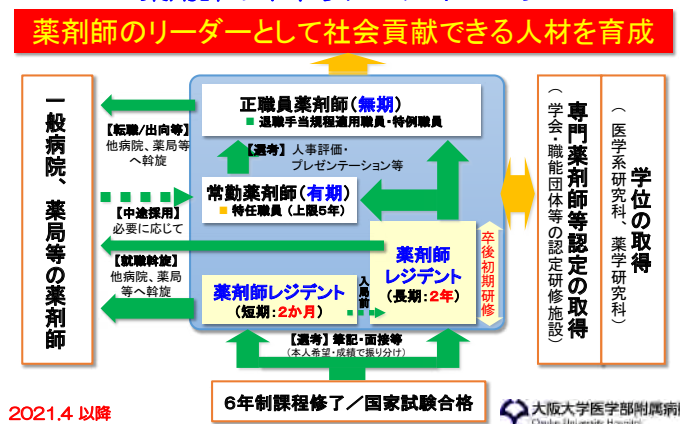 薬剤師のリーダーとして社会貢献できる人材を育成
一般病院、薬局等の薬剤師
【転職/出向等】
他病院、薬局等
へ斡旋
【中途採用】
必要に応じて
【就職斡旋】
他病院、薬局
等へ斡旋
正職員薬剤師(無期)
■ 退職手当規程適用職員・特例職員
【選考】 人事評価・
プレゼンテーション等
常勤薬剤師(有期)
■ 特任職員(上限5年)
薬剤師
レジデント
(長期:2年)
卒後初期研修
薬剤師レジデント
(短期:2か月)
入局前
【選考】 筆記・面接等
(本人希望・成績で振り分け)
6年制課程修了/国家試験合格
専門薬剤師等認定の取得
(学会・職能団体等の認定研修施設)
学位の取得
(医学系研究科、薬学研究科)
2021.4 以降
大阪大学医学部附属病
Osaka University Hospital